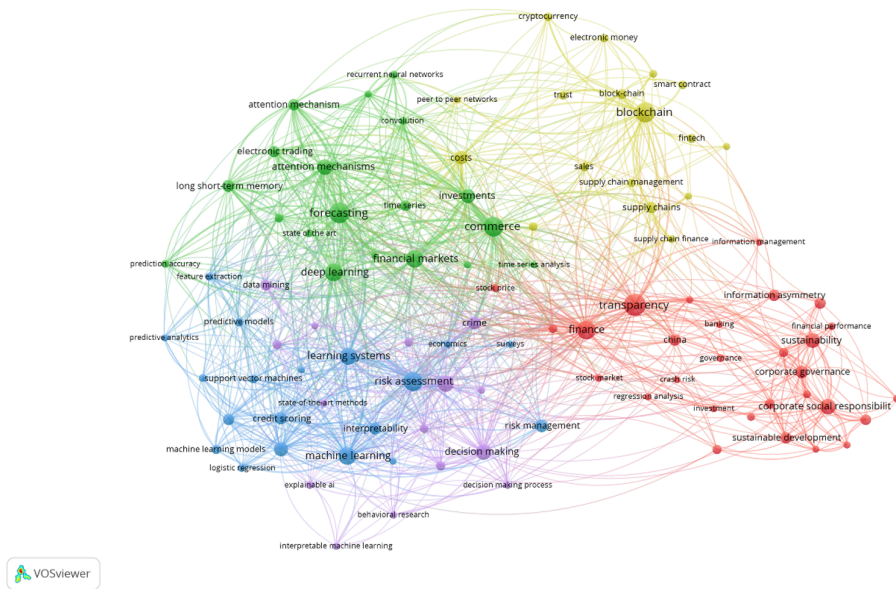 cryptocurrency
electronic money
recurrent neural networks
smart contract
peer to peer networks
trust
block-chain
attention mechanism
blockchain
convolution
fintech
electronic trading
costs
attention mechanisms
sales
long short-term memory
supply chain management
investments
time series
supply chains
forecasting
commerce
state of the art
supply chain finance
information management
financial markets
prediction accuracy
time series analysis
deep learning
feature extraction
data mining
stock price
information asymmetry
transparency
predictive models
crime
banking
financial performance
finance
predictive analytics
economics
surveys
china
sustainability
learning systems
governance
corporate governance
support vector machines
risk assessment
stock market
crash risk
regression analysis
state-of-the-art methods
investment
corporate social responsibilit
credit scoring
interpretability
risk management
sustainable development
machine learning models
machine learning
decision making
logistic regression
explainable ai
decision making process
behavioral research
interpretable machine learning
VOSviewer